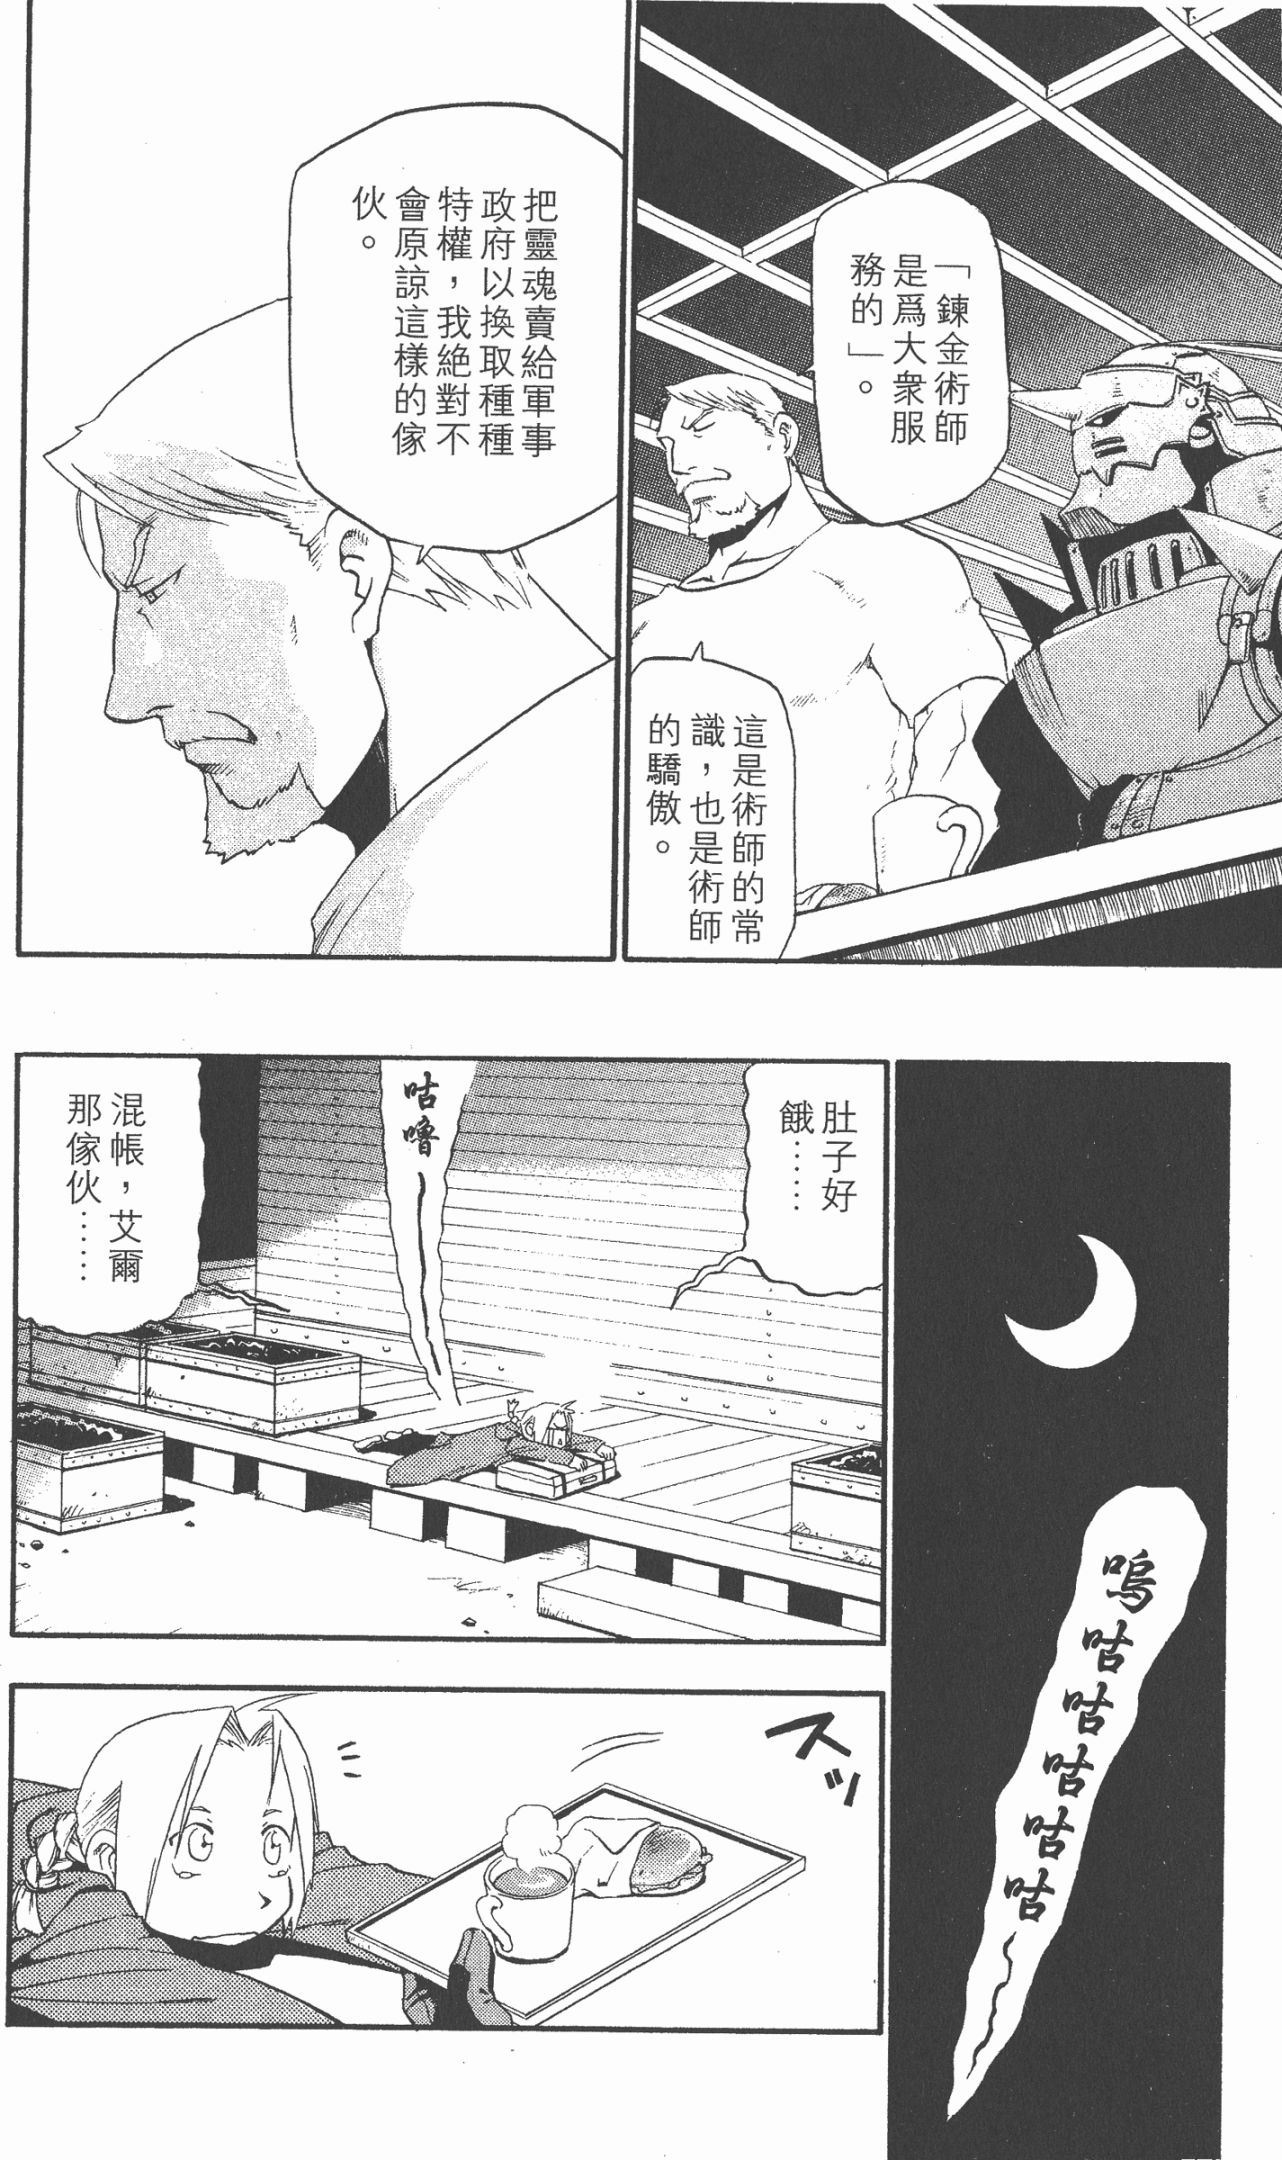 「鍊金術師
是爲大衆服
務的」。
這是術師的常
識，也是術師
的驕傲。
把靈魂賣給軍事
政府以換取種種
特權，我絕對不
會原諒這樣的傢
伙。
嗚咕咕咕咕咕～
肚子好
餓……
咕嚕～
混帳，艾爾
那傢伙……
スッ